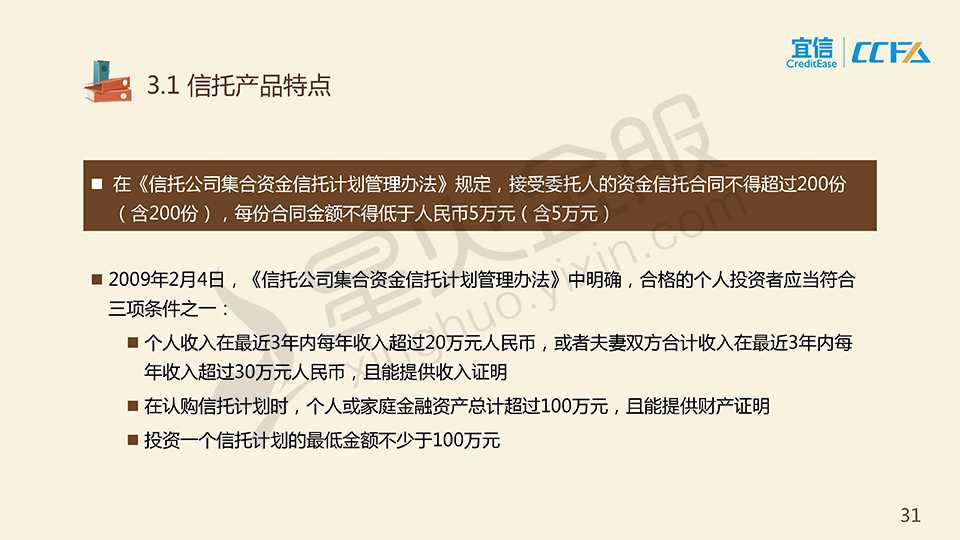 宜信
CreditEase
CCFA
3.1 信托产品特点
在《信托公司集合资金信托计划管理办法》规定，接受委托人的资金信托合同不得超过200份
（含200份），每份合同金额不得低于人民币5万元（含5万元）
2009年2月4日，《信托公司集合资金信托计划管理办法》中明确，合格的个人投资者应当符合
三项条件之一：
个人收入在最近3年内每年收入超过20万元人民币，或者夫妻双方合计收入在最近3年内每
年收入超过30万元人民币，且能提供收入证明
在认购信托计划时，个人或家庭金融资产总计超过100万元，且能提供财产证明
投资一个信托计划的最低金额不少于100万元
星火金服
xinghuo.yixin.com
31